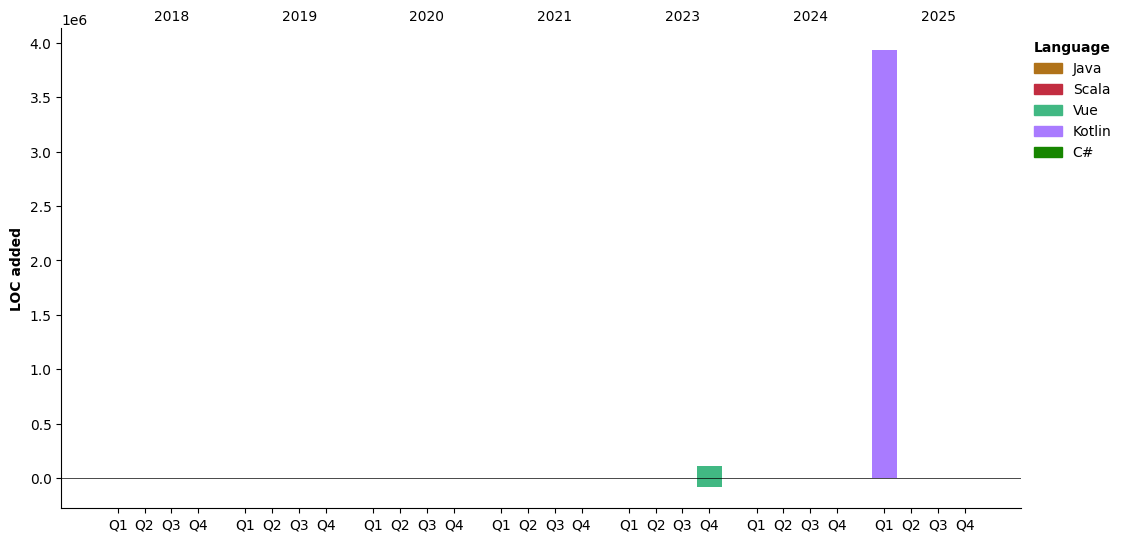 1e6
2018 2019 2020 2021 2023 2024 2025
4.0
3.5
3.0
2.5
2.0
1.5
1.0
0.5
0.0
LOC added
Q1 Q2 Q3 Q4 Q1 Q2 Q3 Q4 Q1 Q2 Q3 Q4 Q1 Q2 Q3 Q4 Q1 Q2 Q3 Q4 Q1 Q2 Q3 Q4 Q1 Q2 Q3 Q4
Language
Java
Scala
Vue
Kotlin
C#